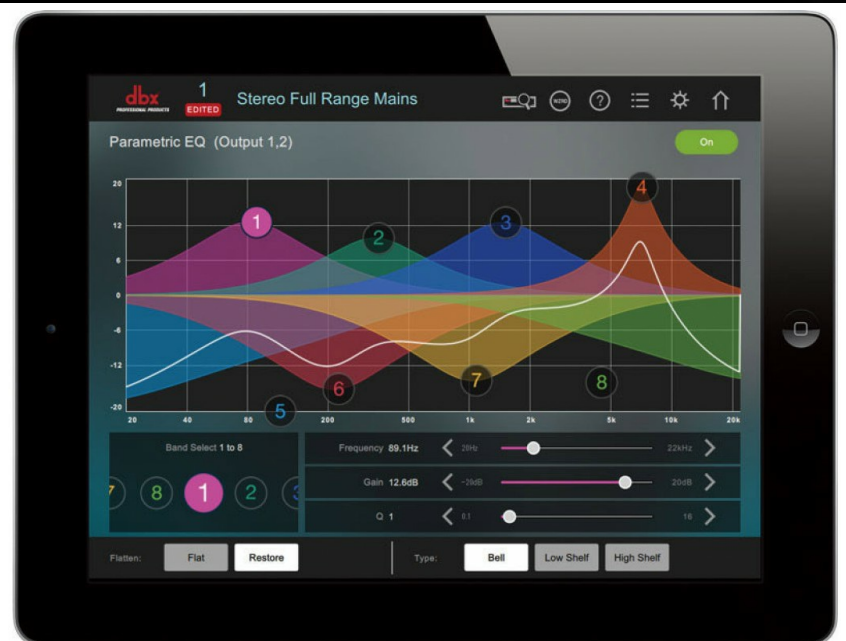 dbx
PROFESSIONAL PRODUCTS
1
EDITED
Stereo Full Range Mains
WIZARD
?
Parametric EQ (Output 1,2)
On
20
12
6
0
-6
-12
-20
1
2
3
4
5
6
7
8
20 40 80 200 500 1k 2k 5k 10k 20k
Band Select 1 to 8
7 8 1 2 3
Frequency 89.1Hz 20Hz 22kHz
Gain 12.6dB -20dB 20dB
Q 1 0.1 16
Flatten: Flat Restore Type: Bell Low Shelf High Shelf